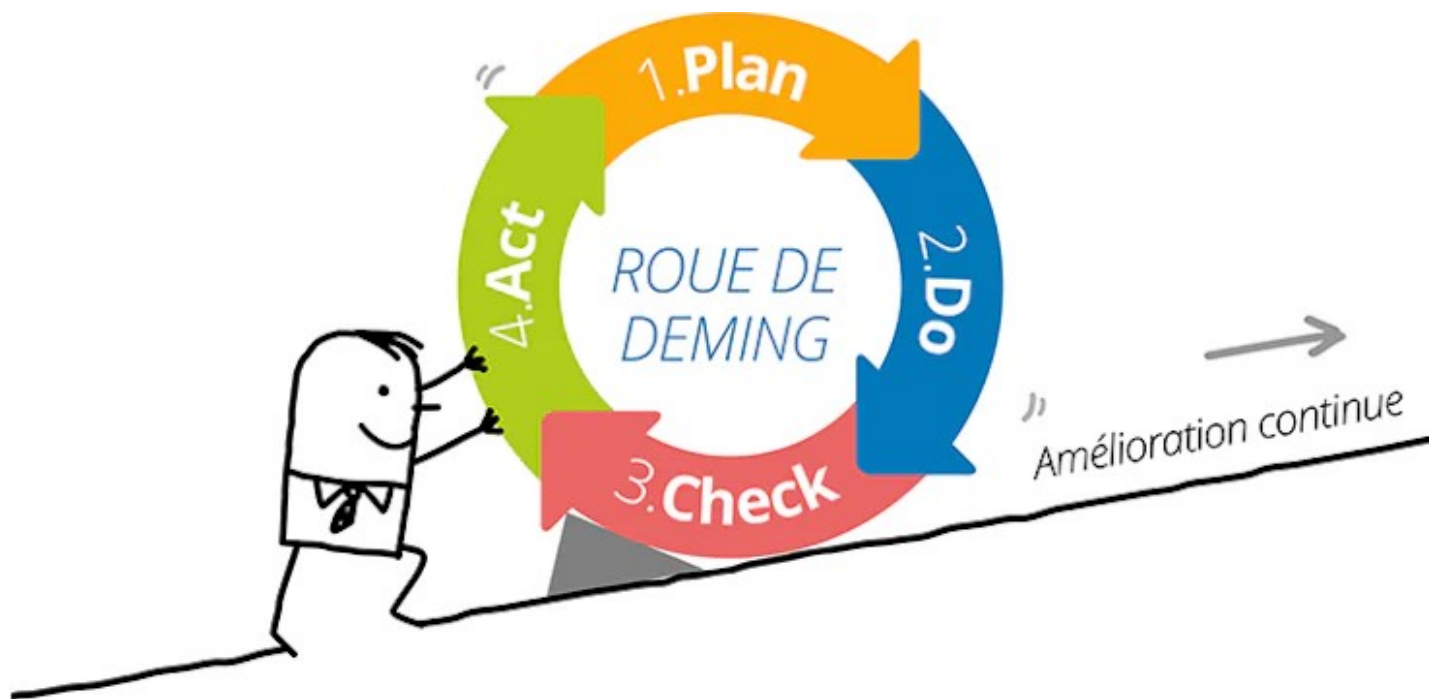 1.Plan
2.Do
3.Check
4.Act
ROUE DE
DEMING
Amélioration continue